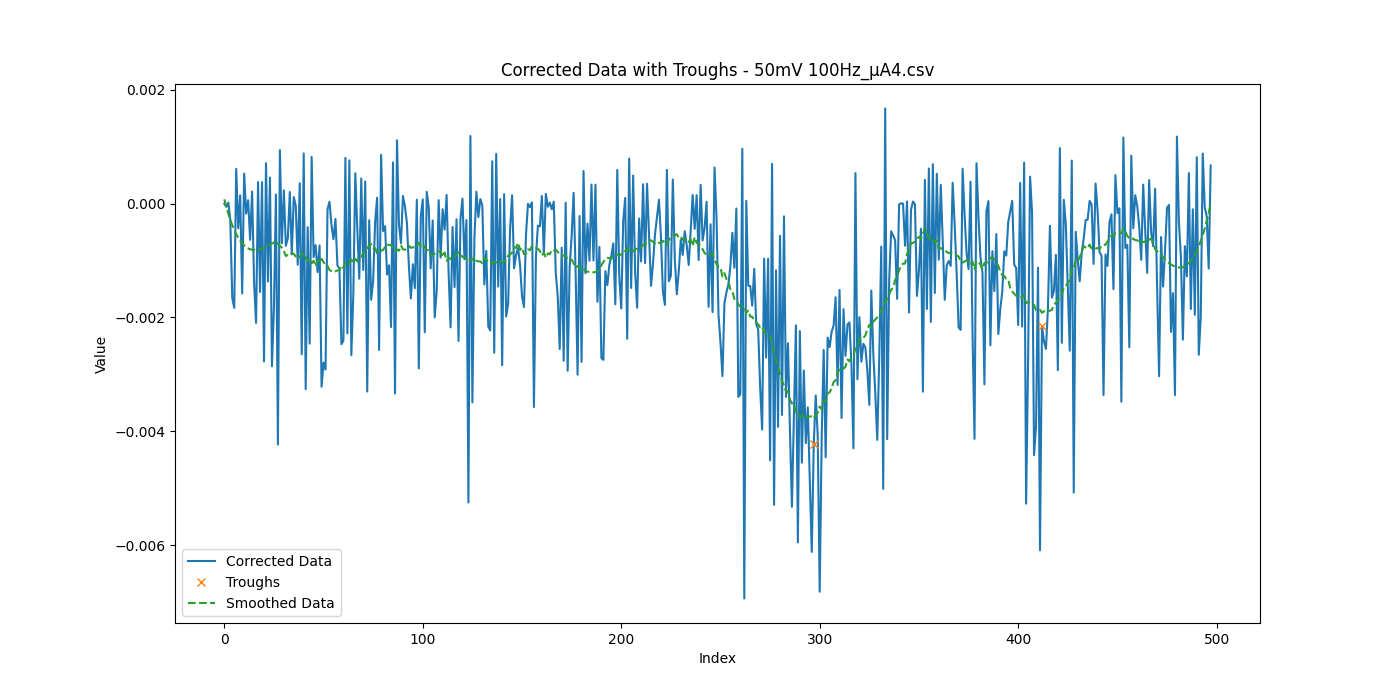 Corrected Data with Troughs - 50mV 100Hz_μA4.csv
0.002
0.000
−0.002
−0.004
−0.006
Value
Corrected Data
Troughs
Smoothed Data
0
100
200
300
400
500
Index